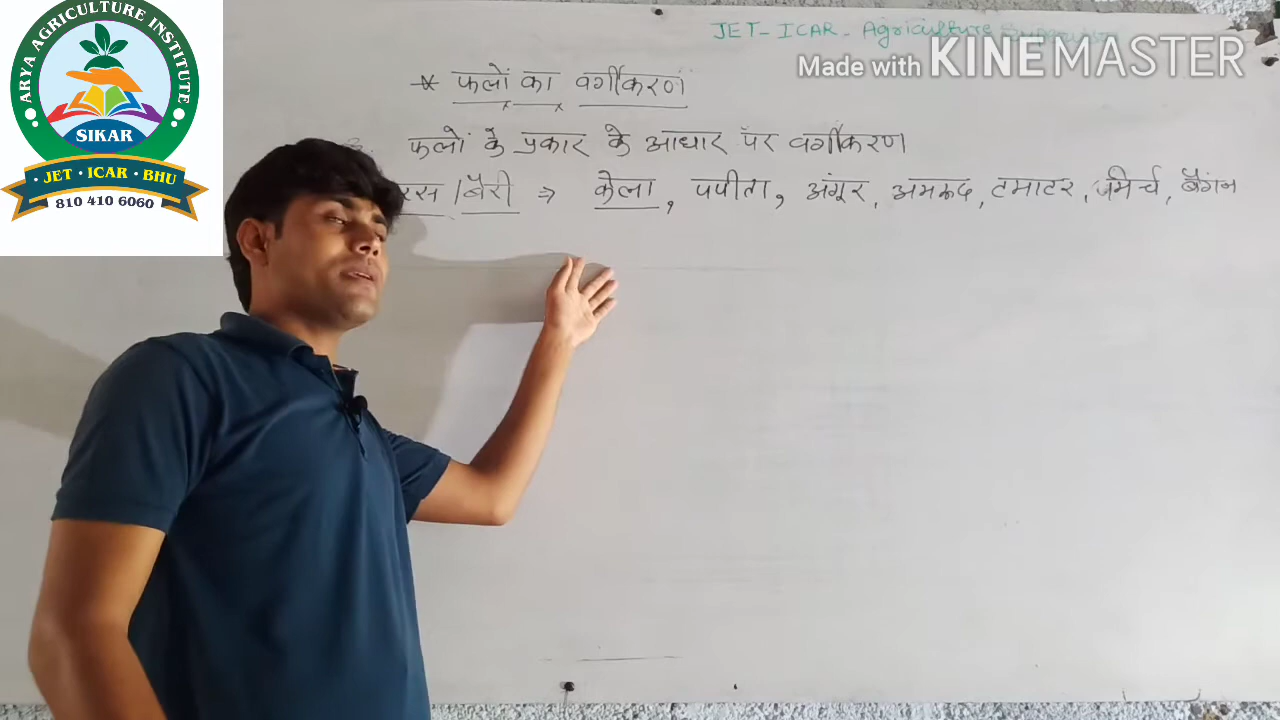 ARYA AGRICULTURE INSTITUTE
SIKAR
JET · ICAR · BHU
810 410 6060
JET- ICAR - Agriculture
Made with KINEMASTER
* फलों का वर्गीकरण
फलों के प्रकार के आधार पर वर्गीकरण
रस / बैरी ⇒ केला, पपीता, अंगूर, अमरूद, टमाटर, मिर्च, बैंगन